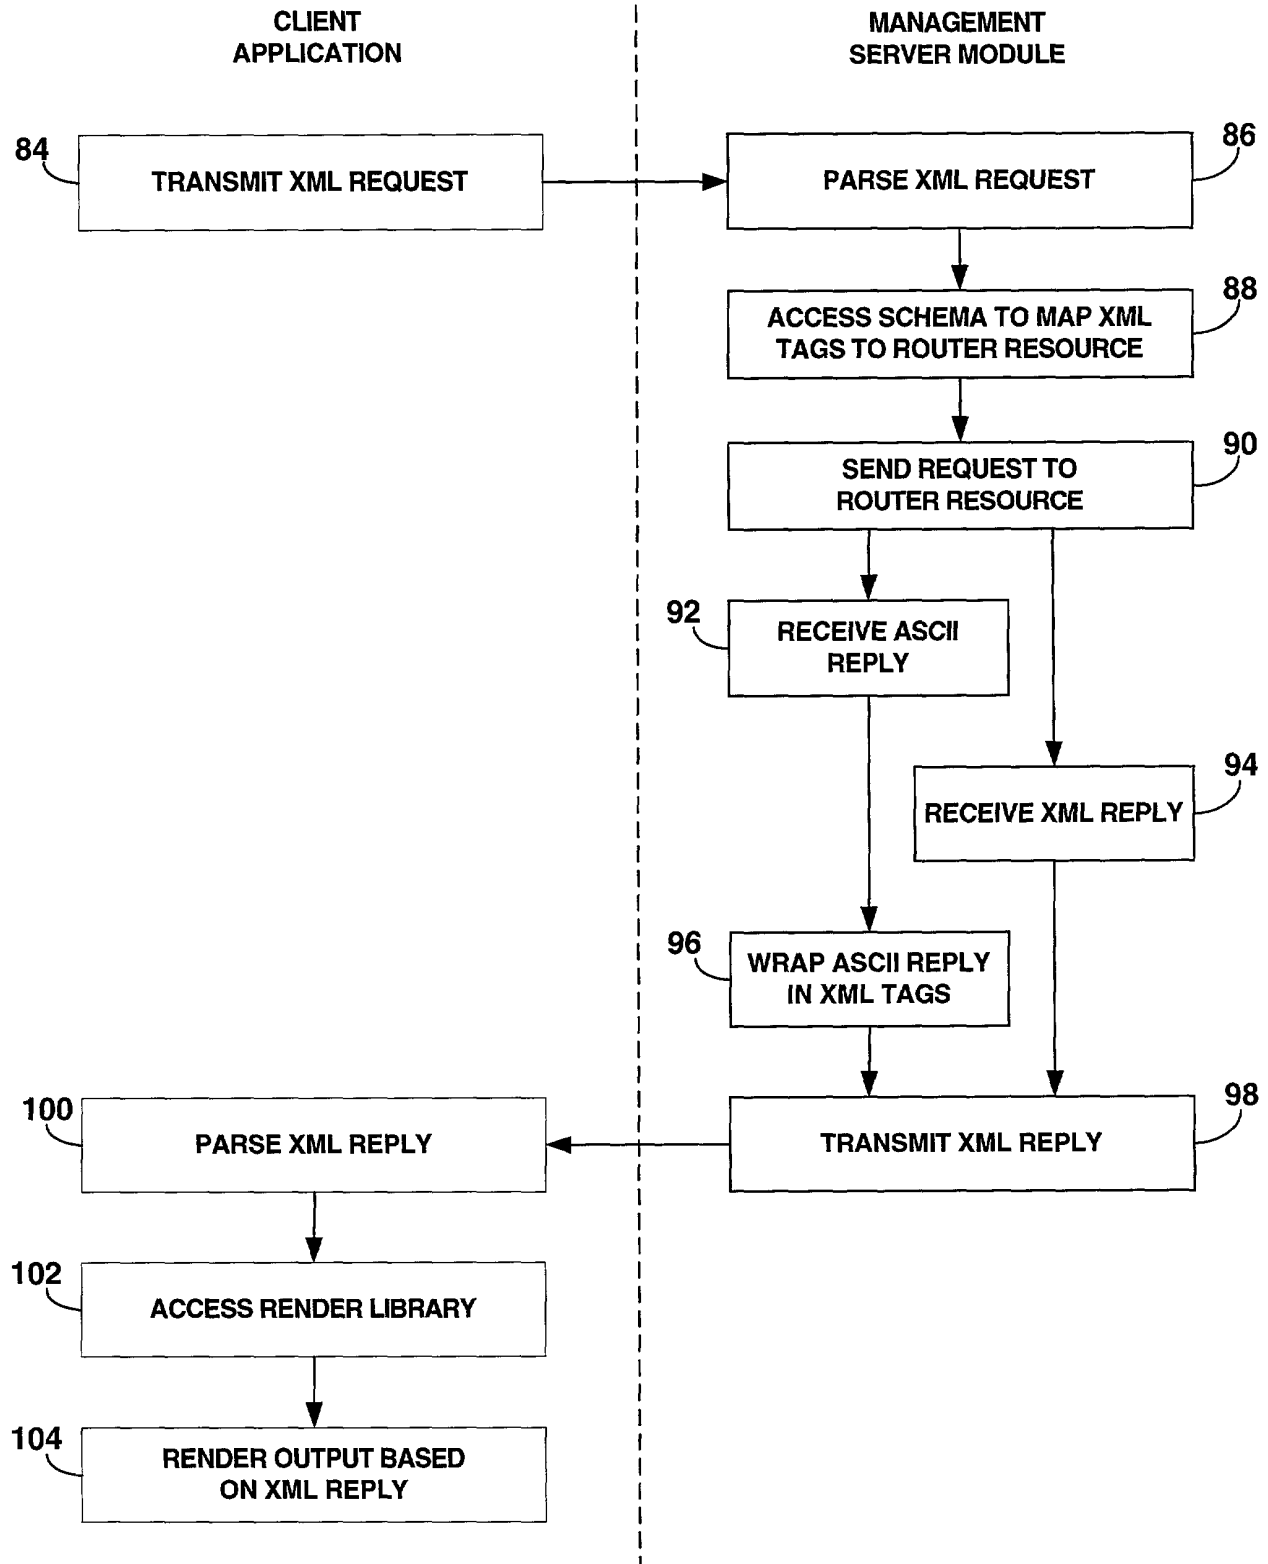 CLIENT
APPLICATION
MANAGEMENT
SERVER MODULE
84
TRANSMIT XML REQUEST
86
PARSE XML REQUEST
88
ACCESS SCHEMA TO MAP XML
TAGS TO ROUTER RESOURCE
90
SEND REQUEST TO
ROUTER RESOURCE
92
RECEIVE ASCII
REPLY
94
RECEIVE XML REPLY
96
WRAP ASCII REPLY
IN XML TAGS
98
TRANSMIT XML REPLY
100
PARSE XML REPLY
102
ACCESS RENDER LIBRARY
104
RENDER OUTPUT BASED
ON XML REPLY